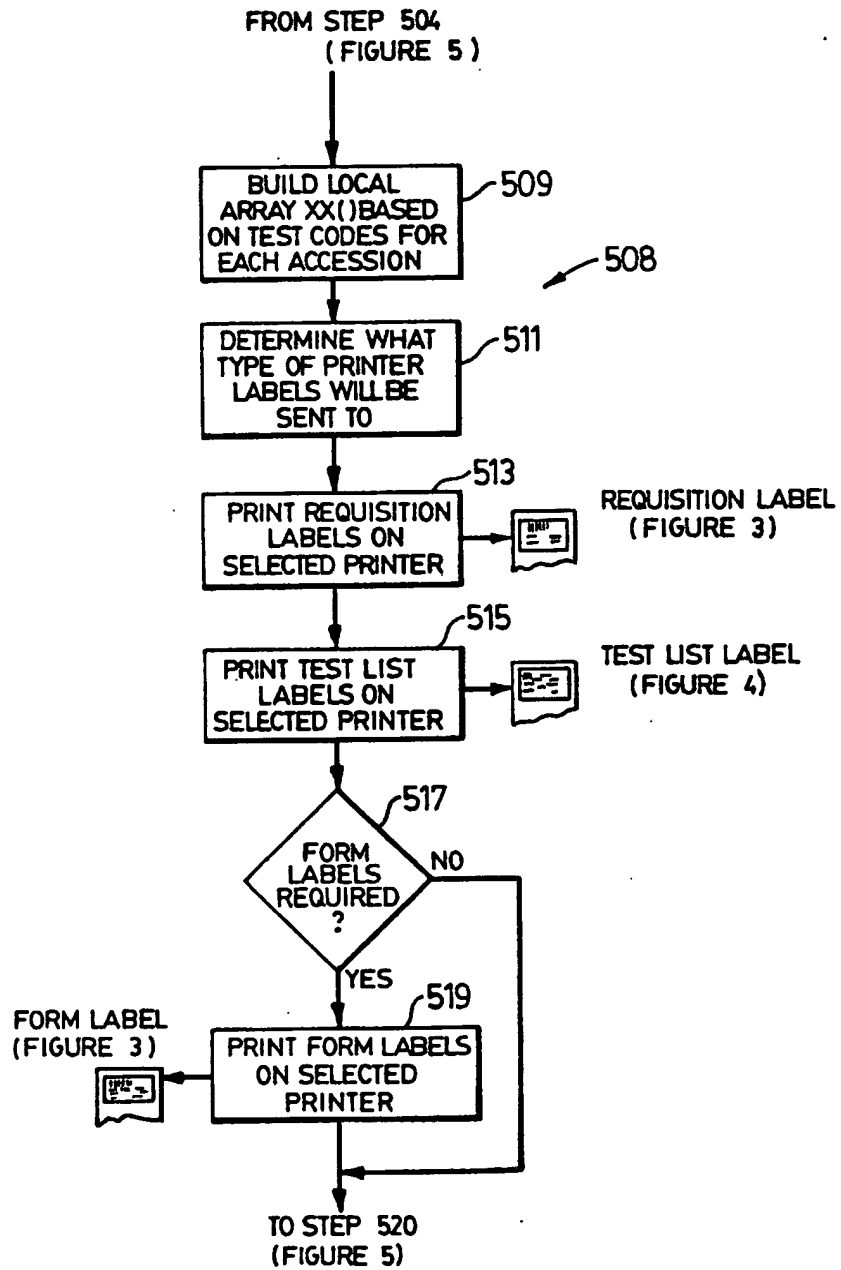 FROM STEP 504
(FIGURE 5)
BUILD LOCAL
ARRAY XX() BASED
ON TEST CODES FOR
EACH ACCESSION
509
508
DETERMINE WHAT
TYPE OF PRINTER
LABELS WILL BE
SENT TO
511
513
PRINT REQUISITION
LABELS ON
SELECTED PRINTER
REQUISITION LABEL
(FIGURE 3)
515
PRINT TEST LIST
LABELS ON
SELECTED PRINTER
TEST LIST LABEL
(FIGURE 4)
517
FORM
LABELS
REQUIRED
?
NO
YES
519
FORM LABEL
(FIGURE 3)
PRINT FORM LABELS
ON SELECTED
PRINTER
TO STEP 520
(FIGURE 5)